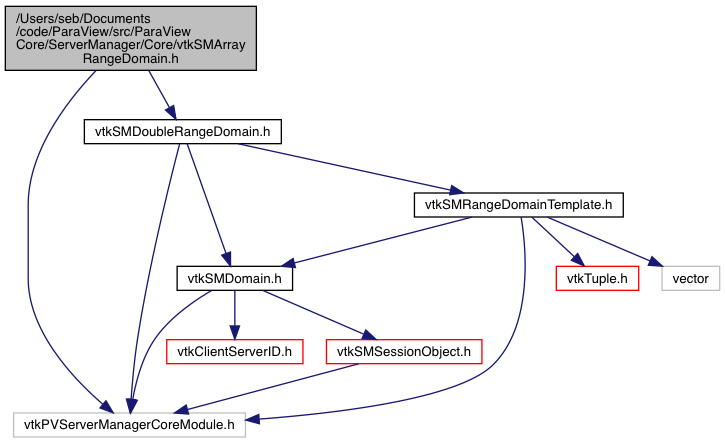 /Users/seb/Documents
/code/ParaView/src/ParaView
Core/ServerManager/Core/vtkSMArray
RangeDomain.h
vtkSMDoubleRangeDomain.h
vtkSMRangeDomainTemplate.h
vtkSMDomain.h
vtkTuple.h
vector
vtkClientServerID.h
vtkSMSessionObject.h
vtkPVServerManagerCoreModule.h